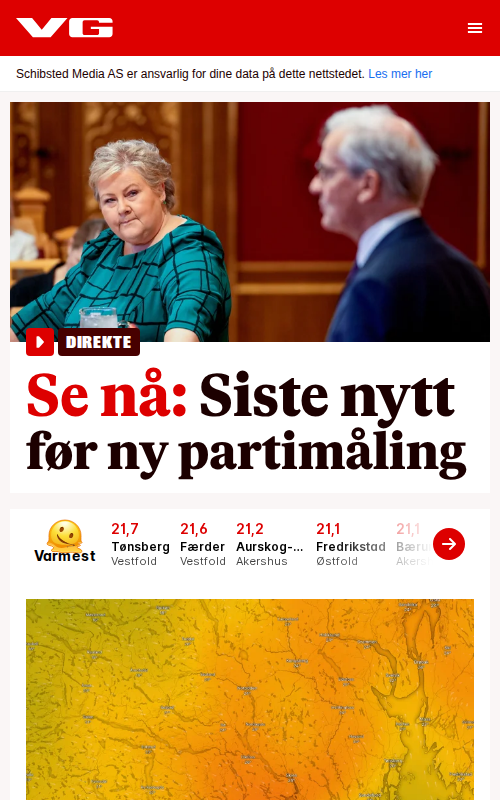 VG
Schibsted Media AS er ansvarlig for dine data på dette nettstedet. Les mer her
DIREKTE
Se nå: Siste nytt
før ny partimåling
Varmest
21,7
Tønsberg
Vestfold
21,6
Færder
Vestfold
21,2
Aurskog-...
Akershus
21,1
Fredrikstad
Østfold
21,1